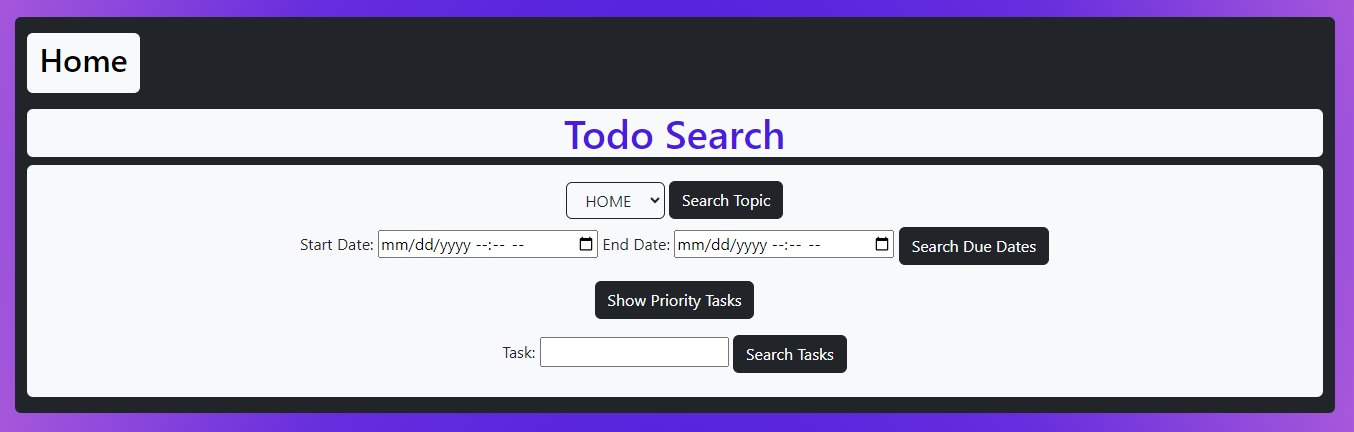 Home
Todo Search
HOME Search Topic
Start Date: mm/dd/yyyy --:-- -- End Date: mm/dd/yyyy --:-- -- Search Due Dates
Show Priority Tasks
Task: Search Tasks